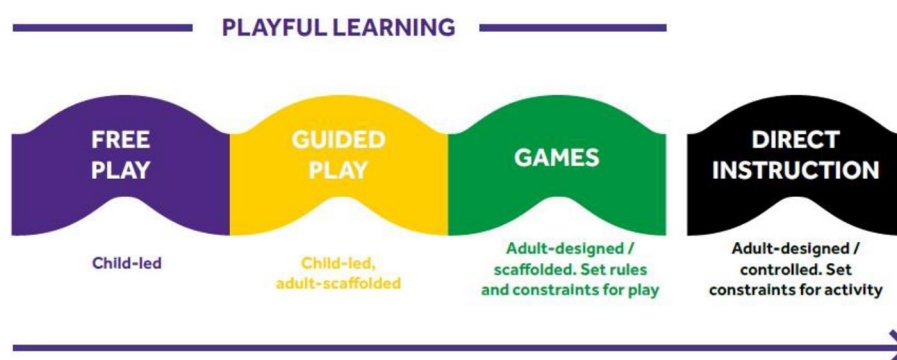 PLAYFUL LEARNING
FREE
PLAY
GUIDED
PLAY
GAMES
DIRECT
INSTRUCTION
Child-led
Child-led,
adult-scaffolded
Adult-designed /
scaffolded. Set rules
and constraints for play
Adult-designed /
controlled. Set
constraints for activity